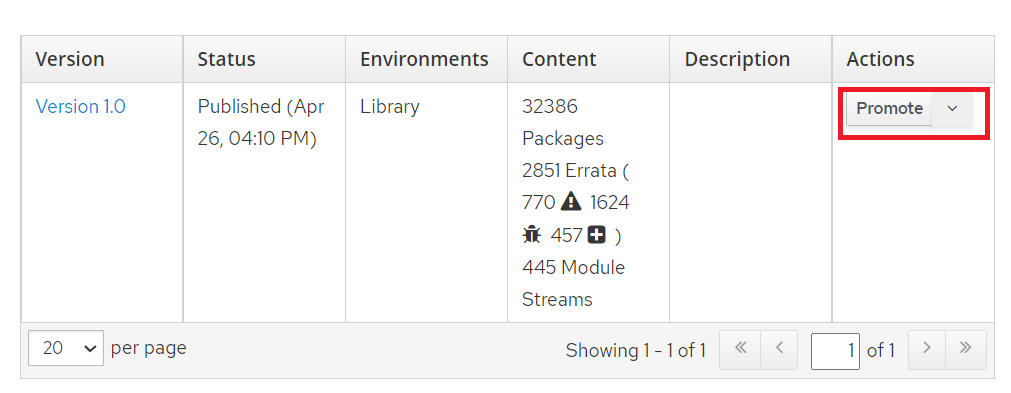 Version Status Environments Content Description Actions
Version 1.0
Published (Apr
26, 04:10 PM)
Library
32386
Packages
2851 Errata (
770 1624
457 )
445 Module
Streams
Promote
20 per page
Showing 1 - 1 of 1
1 of 1